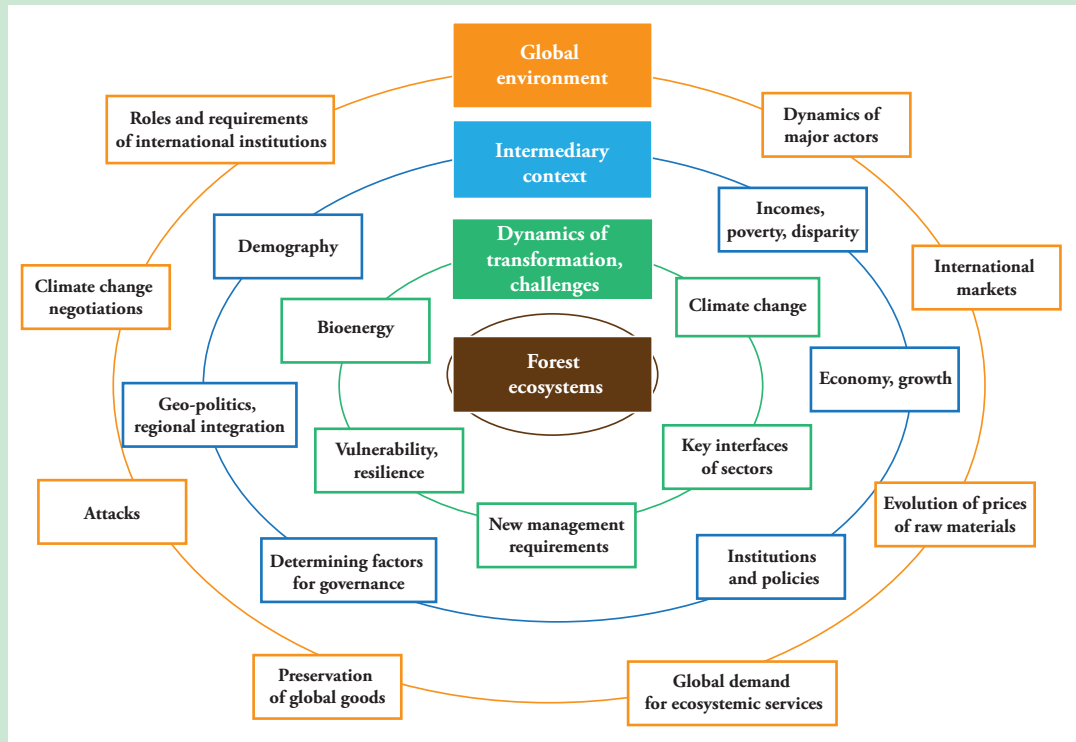 Global
environment
Roles and requirements
of international institutions
Dynamics of
major actors
Intermediary
context
Incomes,
poverty, disparity
Demography
Dynamics of
transformation,
challenges
International
markets
Climate change
negotiations
Climate change
Bioenergy
Forest
ecosystems
Economy, growth
Geo-politics,
regional integration
Vulnerability,
resilience
Key interfaces
of sectors
Attacks
Evolution of prices
of raw materials
New management
requirements
Determining factors
for governance
Institutions
and policies
Preservation
of global goods
Global demand
for ecosystemic services